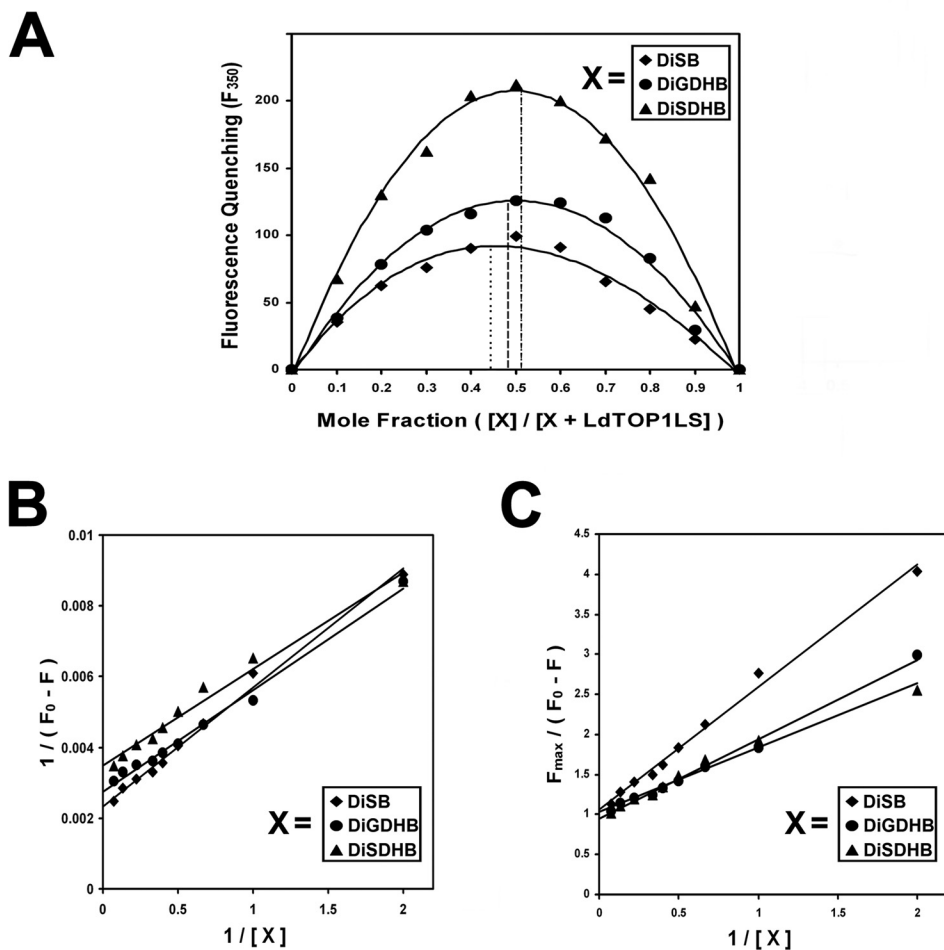 A
Fluorescence Quenching (F350)
200
150
100
50
0
X =
DiSB
DiGDHB
DiSDHB
0 0.1 0.2 0.3 0.4 0.5 0.6 0.7 0.8 0.9 1
Mole Fraction ( [X] / [X + LdTOP1LS] )
B
1 / ( F0 - F )
0.01
0.008
0.006
0.004
0.002
0
X =
DiSB
DiGDHB
DiSDHB
0 0.5 1 1.5 2
1 / [ X ]
C
Fmax / ( F0 - F )
4.5
4
3.5
3
2.5
2
1.5
1
0.5
0
X =
DiSB
DiGDHB
DiSDHB
0 0.5 1 1.5 2
1 / [ X ]